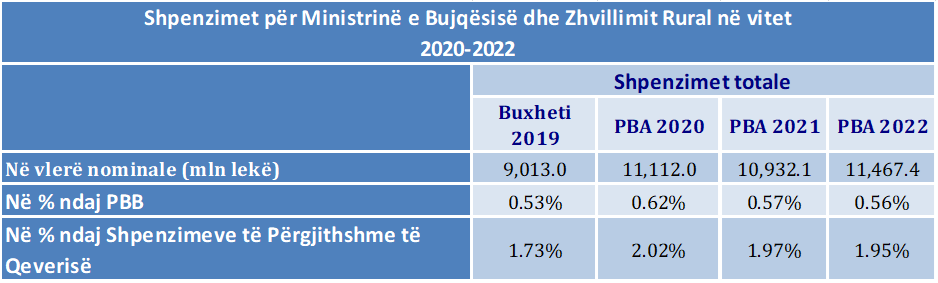 Shpenzimet për Ministrinë e Bujqësisë dhe Zhvillimit Rural në vitet
2020-2022
Shpenzimet totale
Buxheti
2019
PBA 2020
PBA 2021
PBA 2022
Në vlerë nominale (mln lekë)
9,013.0
11,112.0
10,932.1
11,467.4
Në % ndaj PBB
0.53%
0.62%
0.57%
0.56%
Në % ndaj Shpenzimeve të Përgjithshme të
Qeverisë
1.73%
2.02%
1.97%
1.95%